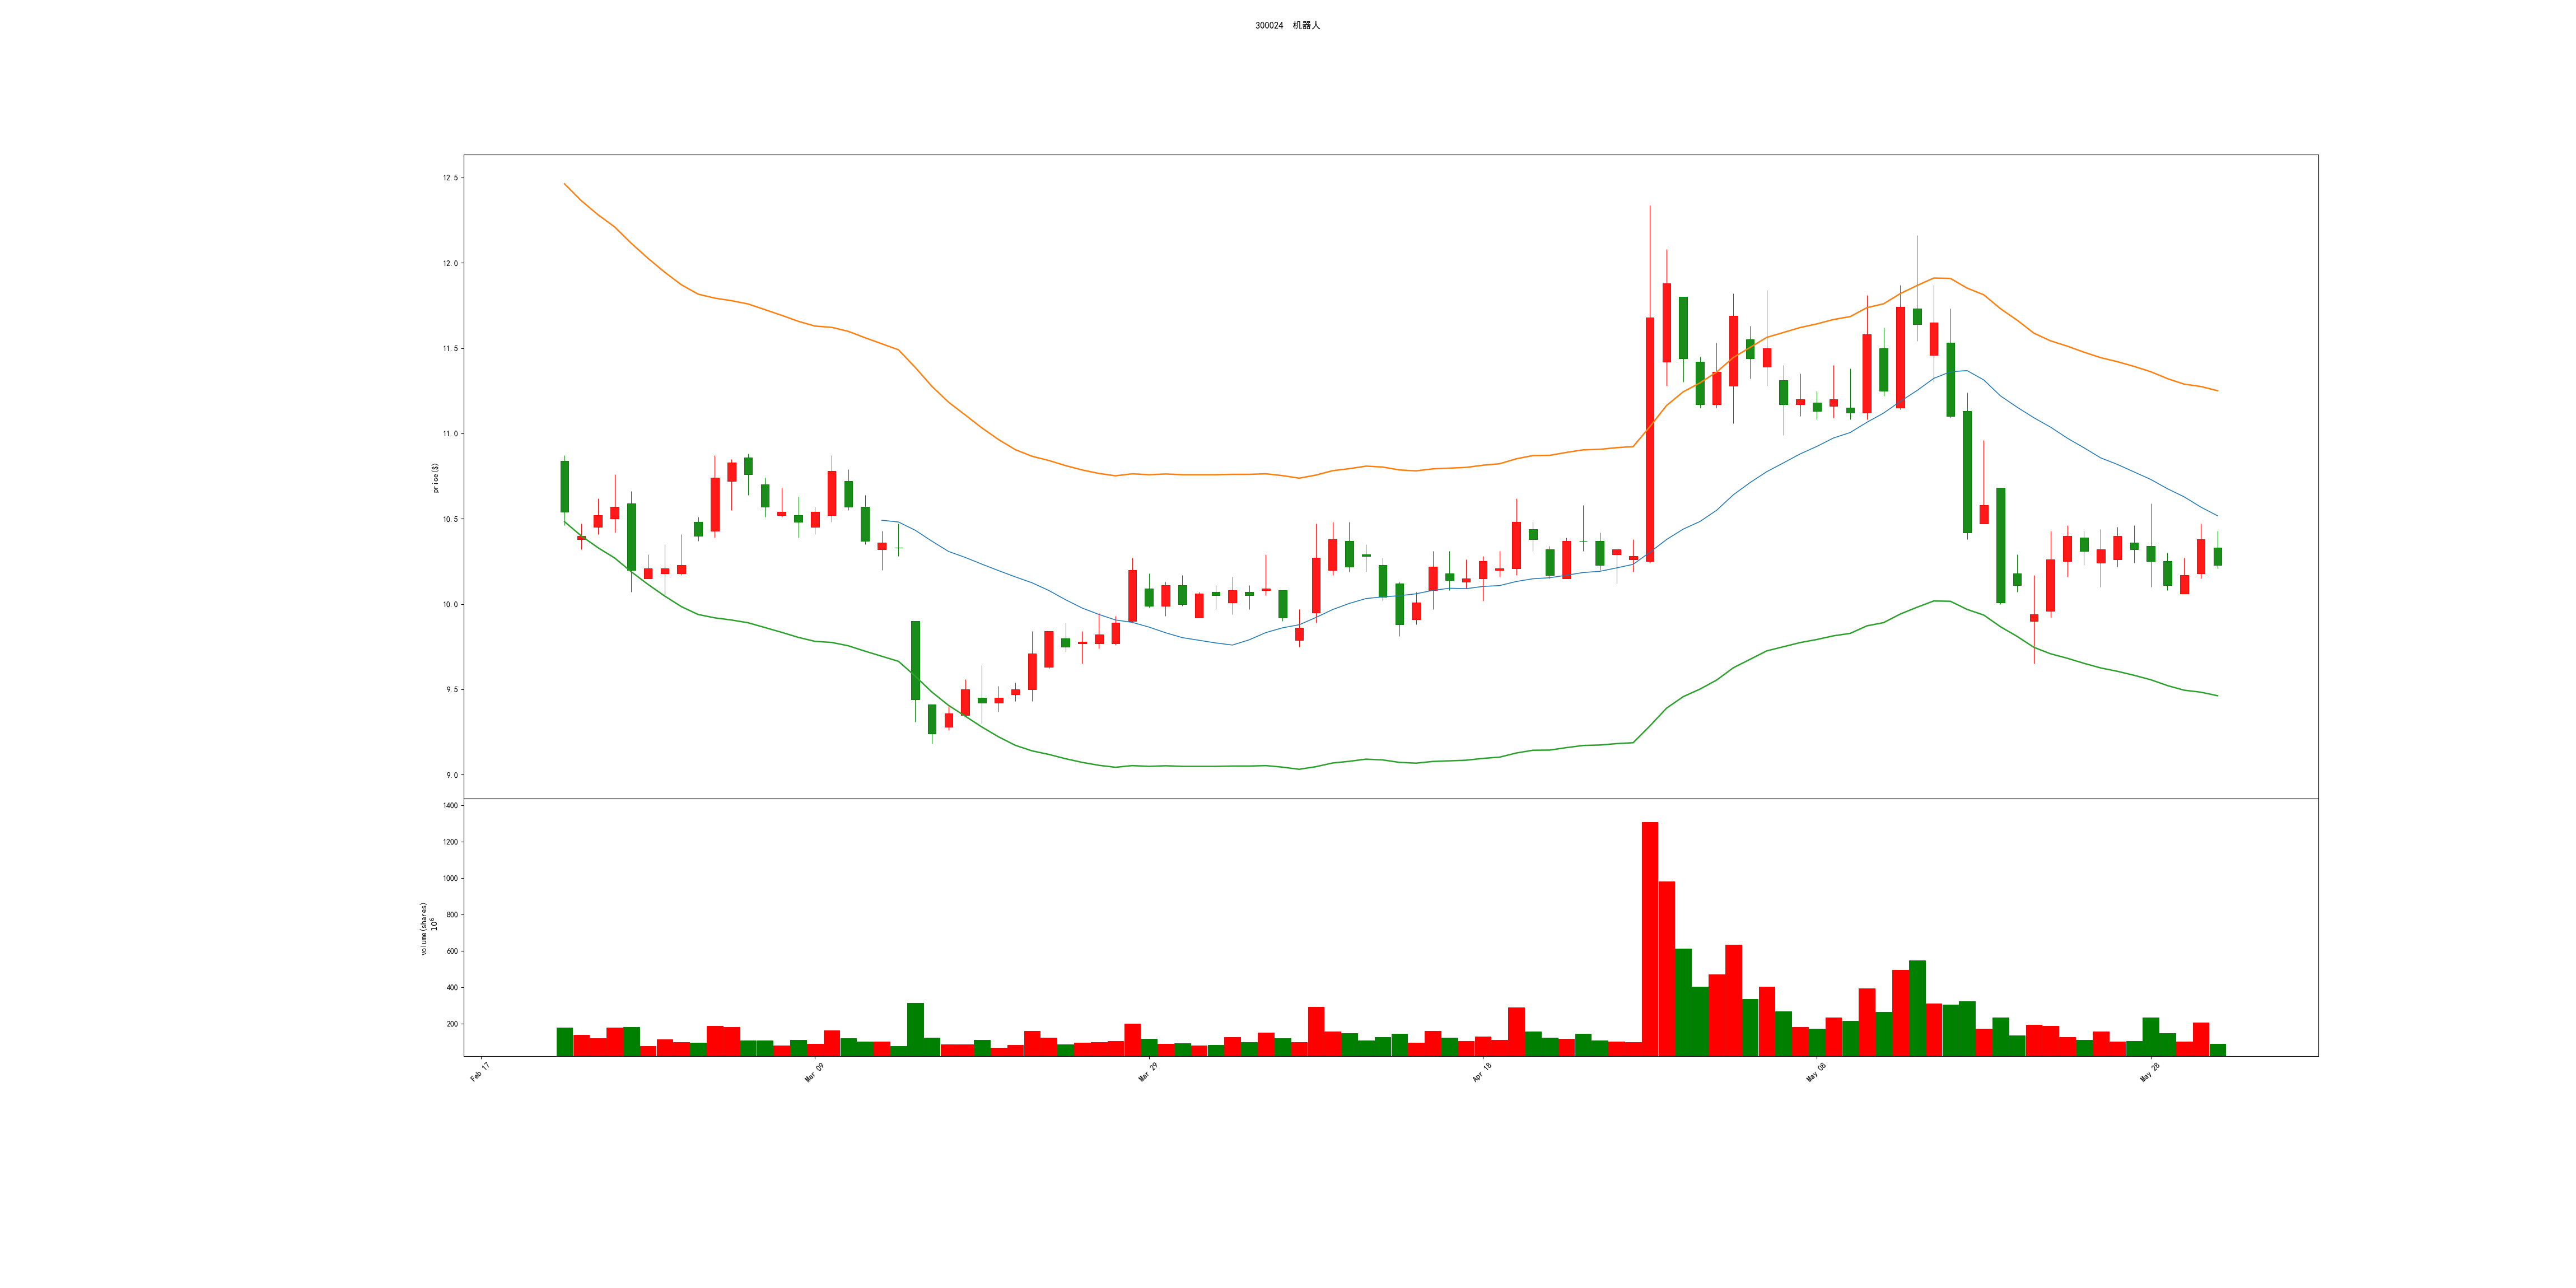 300024 机器人
12.5
12.0
11.5
11.0
10.5
10.0
9.5
9.0
price($)
1400
1200
1000
800
600
400
200
volume(shares)
10^6
Feb 17
Mar 09
Mar 29
Apr 18
May 08
May 28